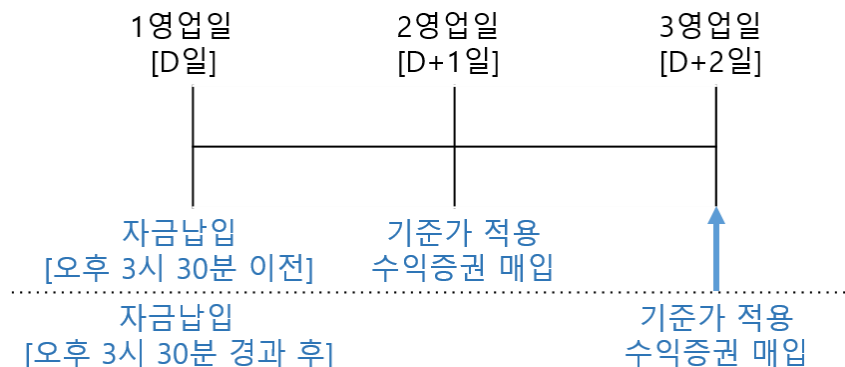 1영업일
[D일]
2영업일
[D+1일]
3영업일
[D+2일]
자금납입
[오후 3시 30분 이전]
기준가 적용
수익증권 매입
자금납입
[오후 3시 30분 경과 후]
기준가 적용
수익증권 매입